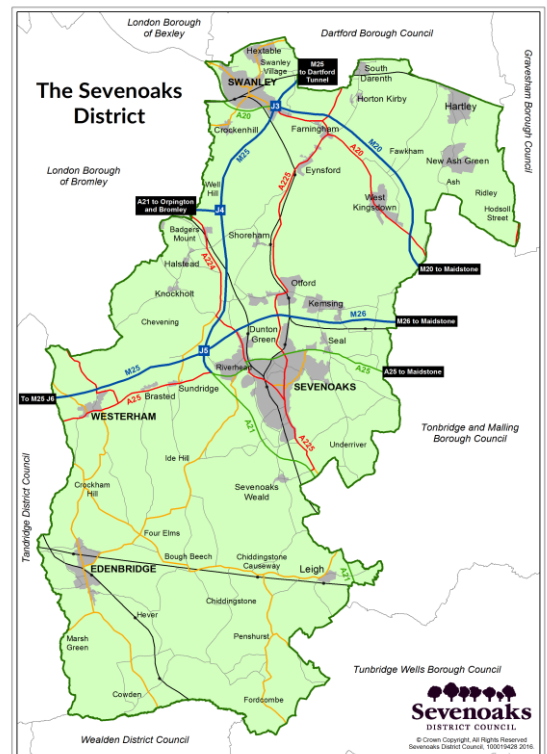 London Borough
of Bexley
Dartford Borough Council
Gravesham Borough Council
The Sevenoaks
District
London Borough
of Bromley
Hextable
Swanley
Village
SWANLEY
M25
to Dartford
Tunnel
South
Darenth
Horton Kirby
Hartley
J3
A20
Crockenhill
Farningham
M25
A20
M20
Fawkham
New Ash Green
Eynsford
A225
Ash
Ridley
Hodsoll
Street
Well
Hill
West
Kingsdown
A21 to Orpington
and Bromley
J4
Badgers
Mount
Shoreham
A224
Halstead
M20 to Maidstone
Knockholt
Otford
Kemsing
Chevening
M26
M26 to Maidstone
Dunton
Green
Seal
J5
M25
Riverhead
A25
A25 to Maidstone
SEVENOAKS
Sundridge
To M25 J6
A25
Brasted
WESTERHAM
A21
A225
Tonbridge and Malling
Borough Council
Underriver
Ide Hill
Tandridge District Council
Crockham
Hill
Sevenoaks
Weald
Four Elms
Bough Beech
Chiddingstone
Causeway
Leigh
A21
EDENBRIDGE
Chiddingstone
Hever
Marsh
Green
Penshurst
Tunbridge Wells Borough Council
Cowden
Fordcombe
Wealden District Council
Sevenoaks
DISTRICT COUNCIL
© Crown Copyright, All Rights Reserved
Sevenoaks District Council, 100019428 2016.